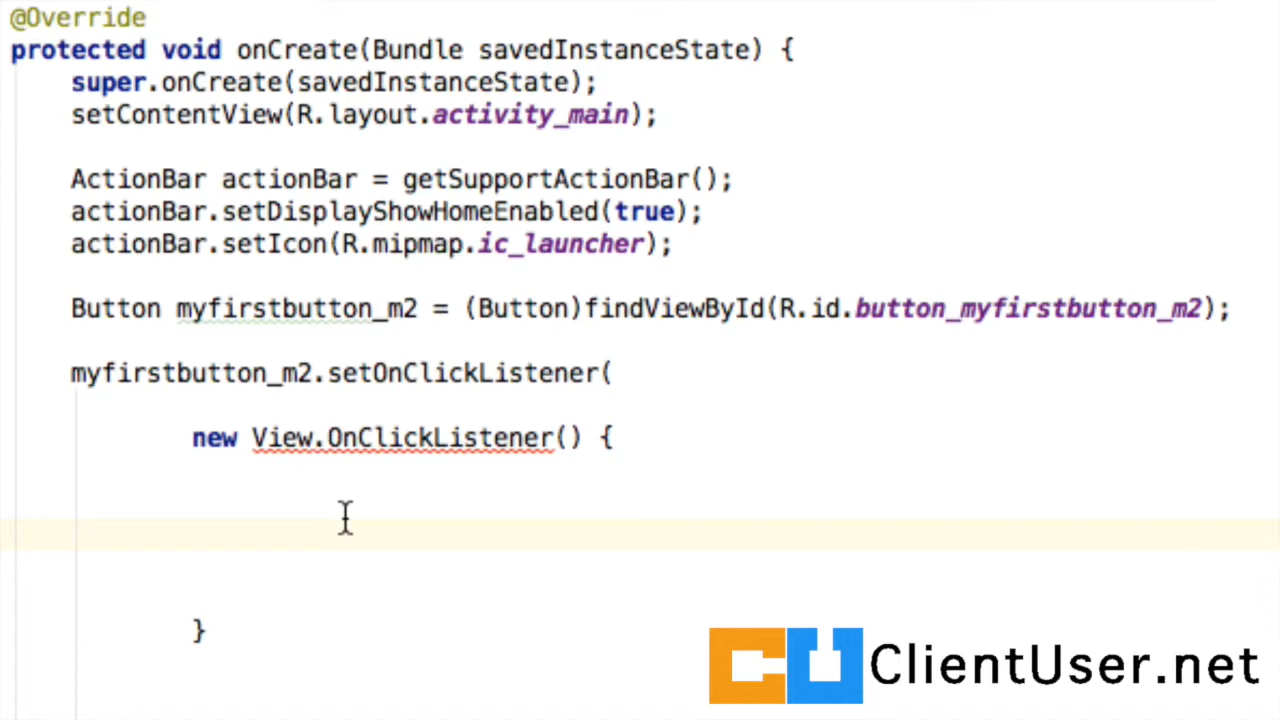 @Override
protected void onCreate(Bundle savedInstanceState) {
super.onCreate(savedInstanceState);
setContentView(R.layout.activity_main);
ActionBar actionBar = getSupportActionBar();
actionBar.setDisplayShowHomeEnabled(true);
actionBar.setIcon(R.mipmap.ic_launcher);
Button myfirstbutton_m2 = (Button)findViewById(R.id.button_myfirstbutton_m2);
myfirstbutton_m2.setOnClickListener(
new View.OnClickListener() {
}
CU ClientUser.net